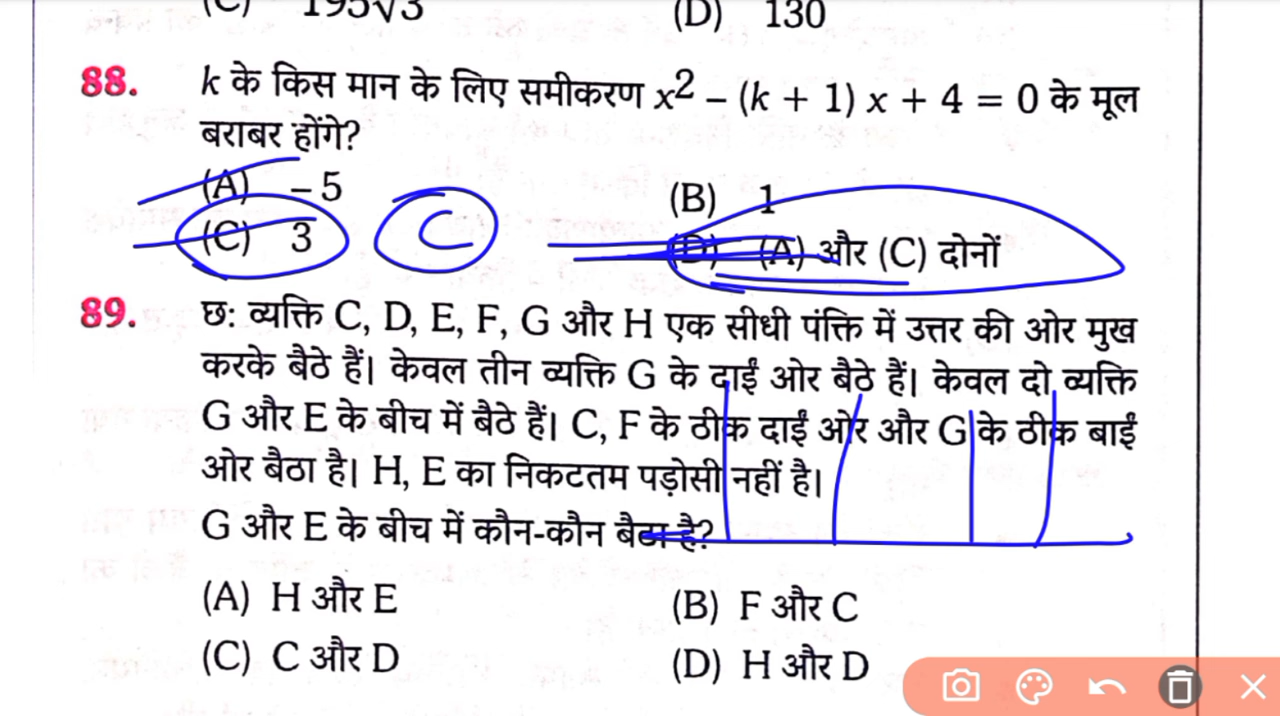 (C) 195√3 (D) 130
88. k के किस मान के लिए समीकरण x² – (k + 1) x + 4 = 0 के मूल
बराबर होंगे?
(A) – 5 (B) 1
(C) 3 C (D) (A) और (C) दोनों
89. छः व्यक्ति C, D, E, F, G और H एक सीधी पंक्ति में उत्तर की ओर मुख
करके बैठे हैं। केवल तीन व्यक्ति G के दाईं ओर बैठे हैं। केवल दो व्यक्ति
G और E के बीच में बैठे हैं। C, F के ठीक दाईं ओर और G के ठीक बाईं
ओर बैठा है। H, E का निकटतम पड़ोसी नहीं है।
G और E के बीच में कौन-कौन बैठा है?
(A) H और E (B) F और C
(C) C और D (D) H और D